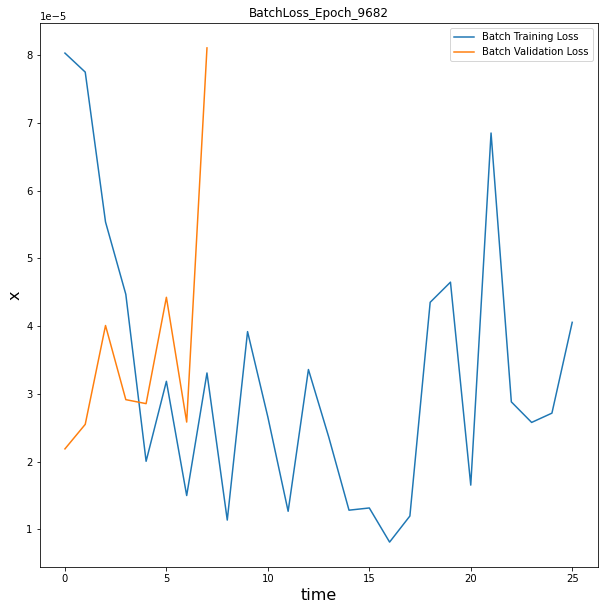 BatchLoss_Epoch_9682
1e−5
Batch Training Loss
Batch Validation Loss
8
7
6
5
4
3
2
1
x
0 5 10 15 20 25
time